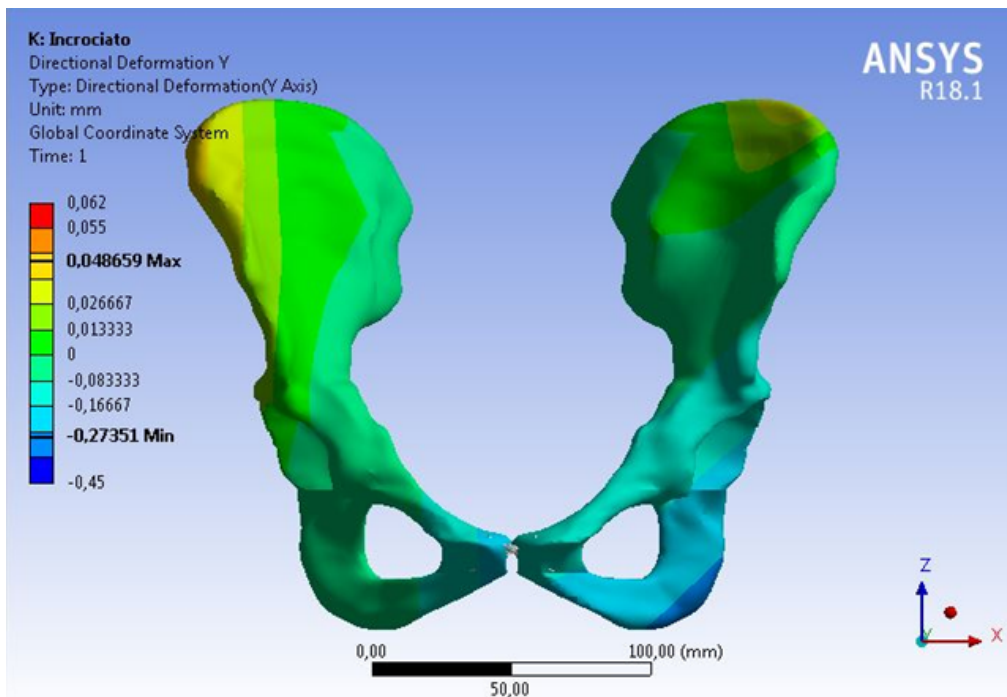 K: Incrociato
Directional Deformation Y
Type: Directional Deformation(Y Axis)
Unit: mm
Global Coordinate System
Time: 1
ANSYS
R18.1
0,062
0,055
0,048659 Max
0,026667
0,013333
0
-0,083333
-0,16667
-0,27351 Min
-0,45
0,00
100,00 (mm)
50,00
Z
Y
X